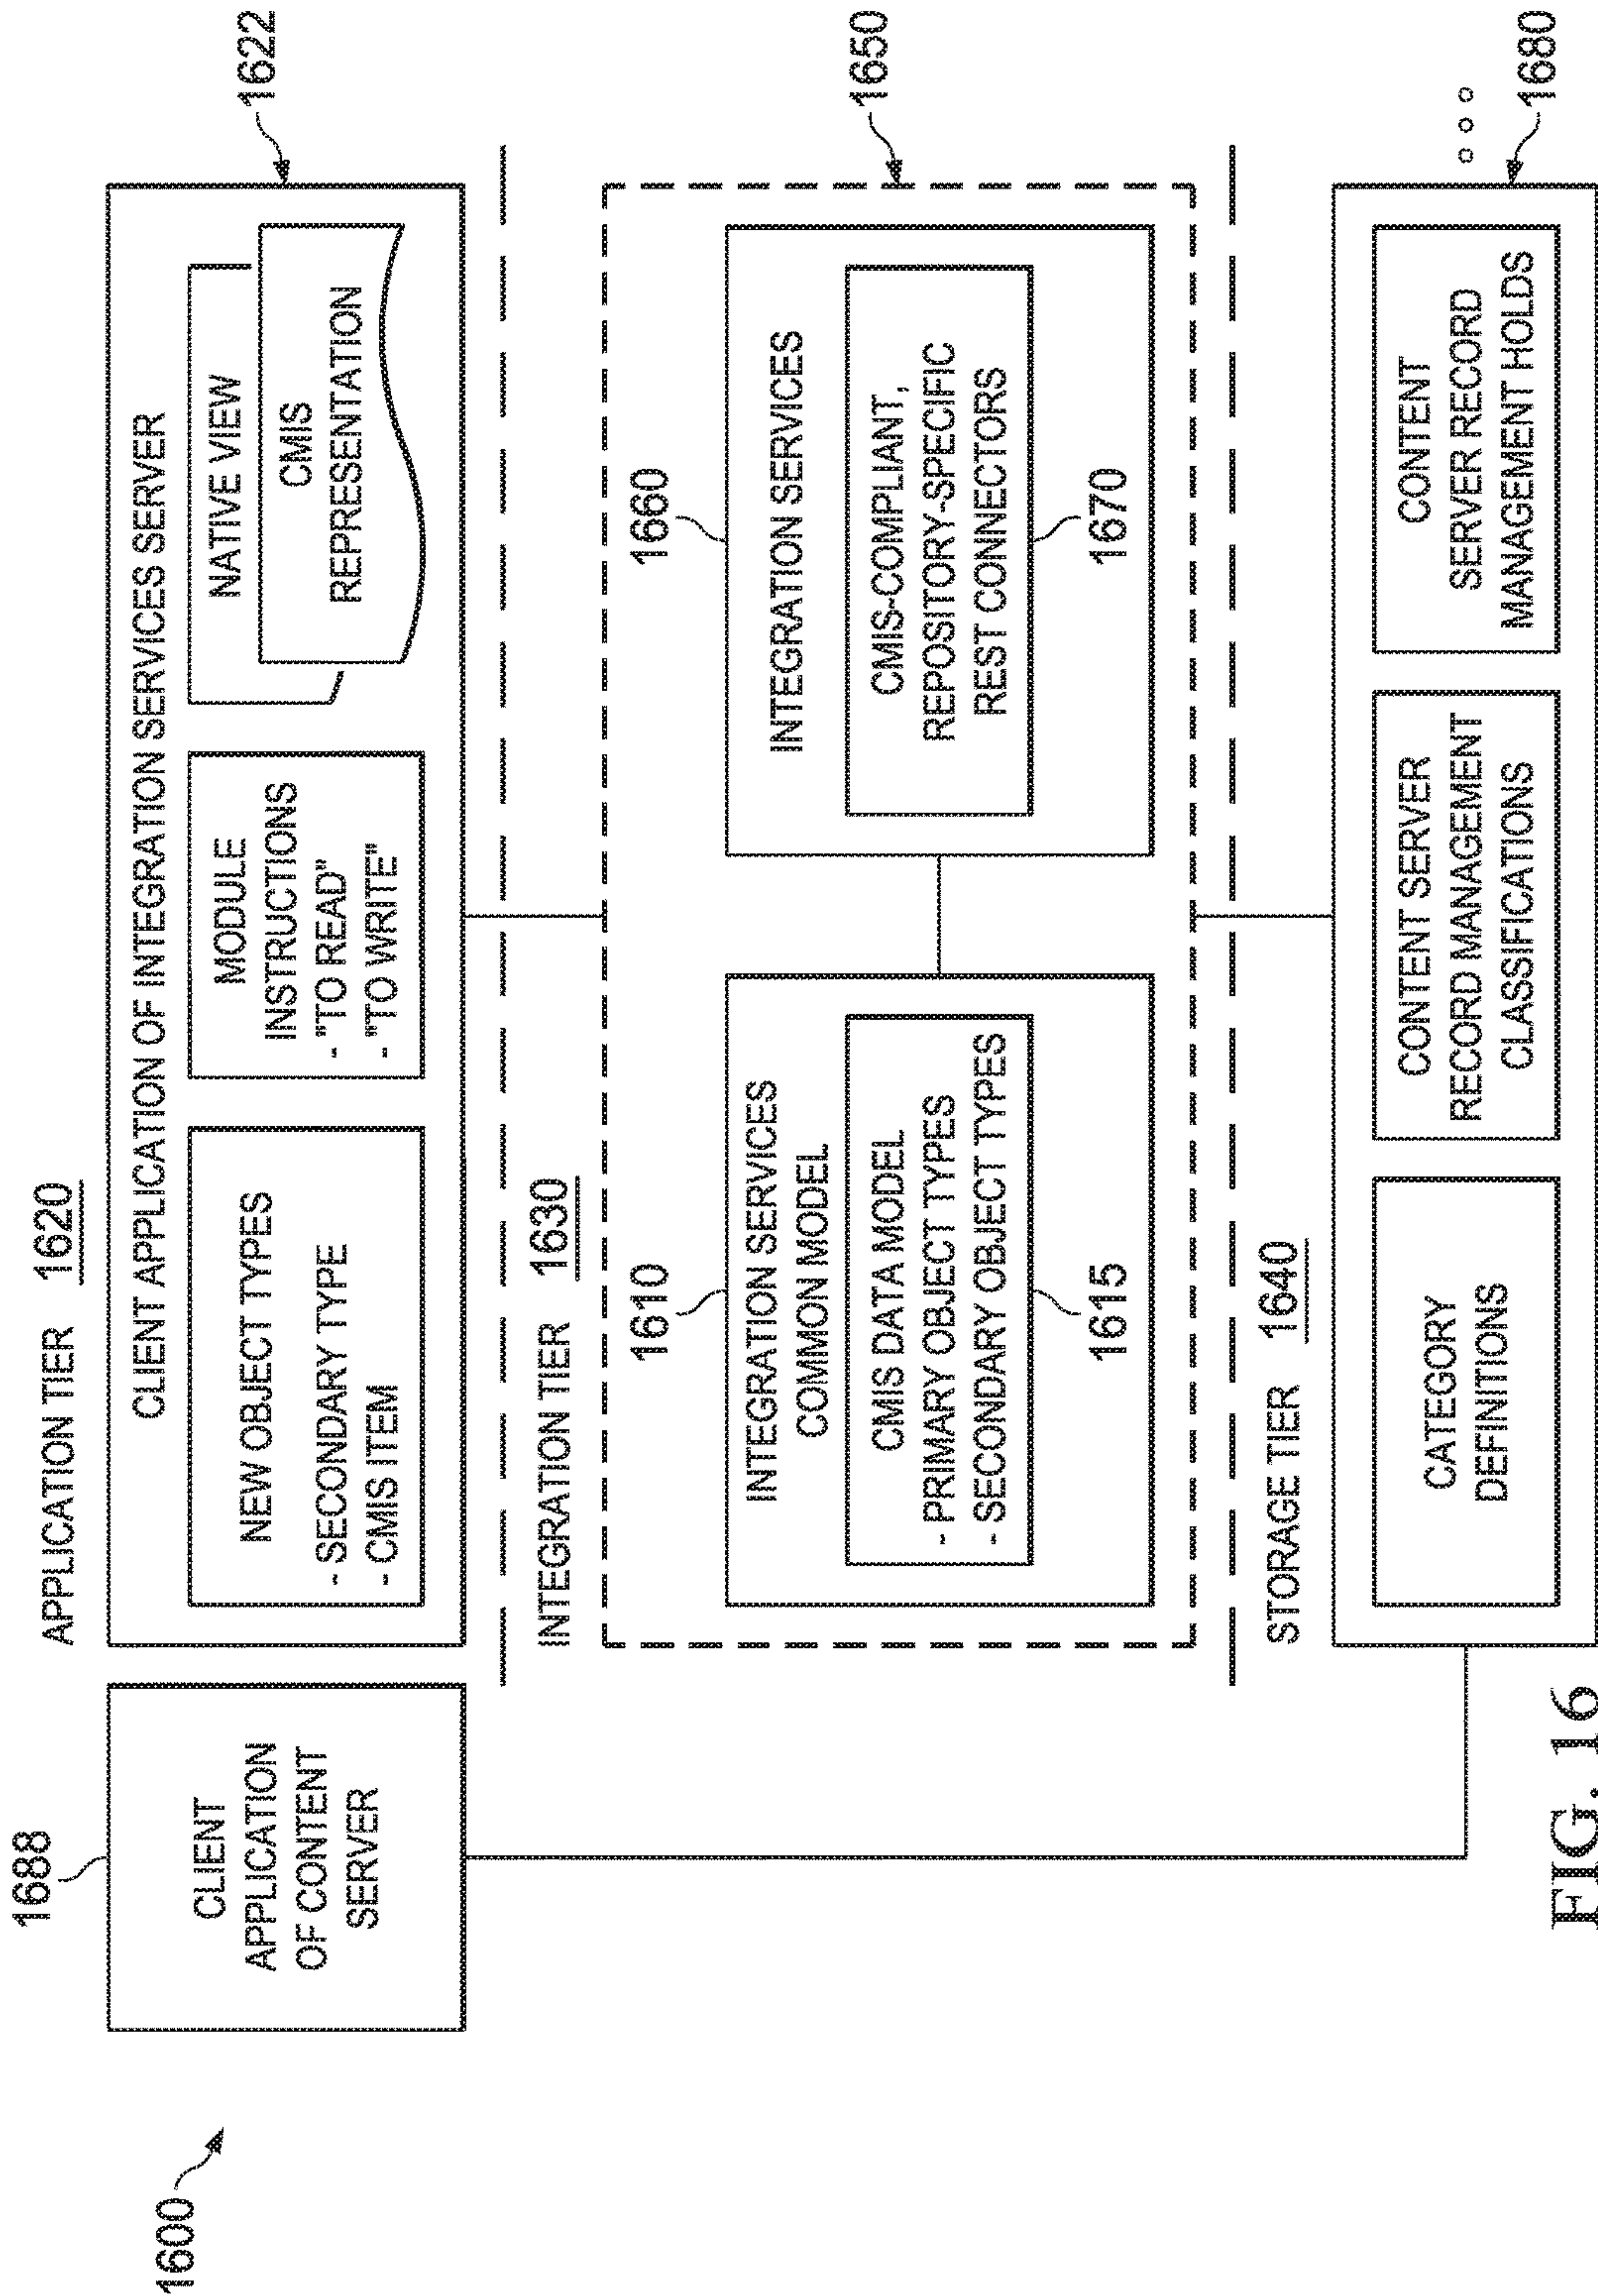 1600
1688
CLIENT
APPLICATION
OF CONTENT
SERVER
APPLICATION TIER 1620
CLIENT APPLICATION OF INTEGRATION SERVICES SERVER
1622
NEW OBJECT TYPES
- SECONDARY TYPE
- CMIS ITEM
MODULE
INSTRUCTIONS
- "TO READ"
- "TO WRITE"
NATIVE VIEW
CMIS
REPRESENTATION
INTEGRATION TIER 1630
1650
1610
INTEGRATION SERVICES
COMMON MODEL
CMIS DATA MODEL
- PRIMARY OBJECT TYPES
- SECONDARY OBJECT TYPES
1615
1660
INTEGRATION SERVICES
CMIS-COMPLIANT,
REPOSITORY-SPECIFIC
REST CONNECTORS
1670
STORAGE TIER 1640
CATEGORY
DEFINITIONS
CONTENT SERVER
RECORD MANAGEMENT
CLASSIFICATIONS
CONTENT
SERVER RECORD
MANAGEMENT HOLDS
1680
FIG. 16